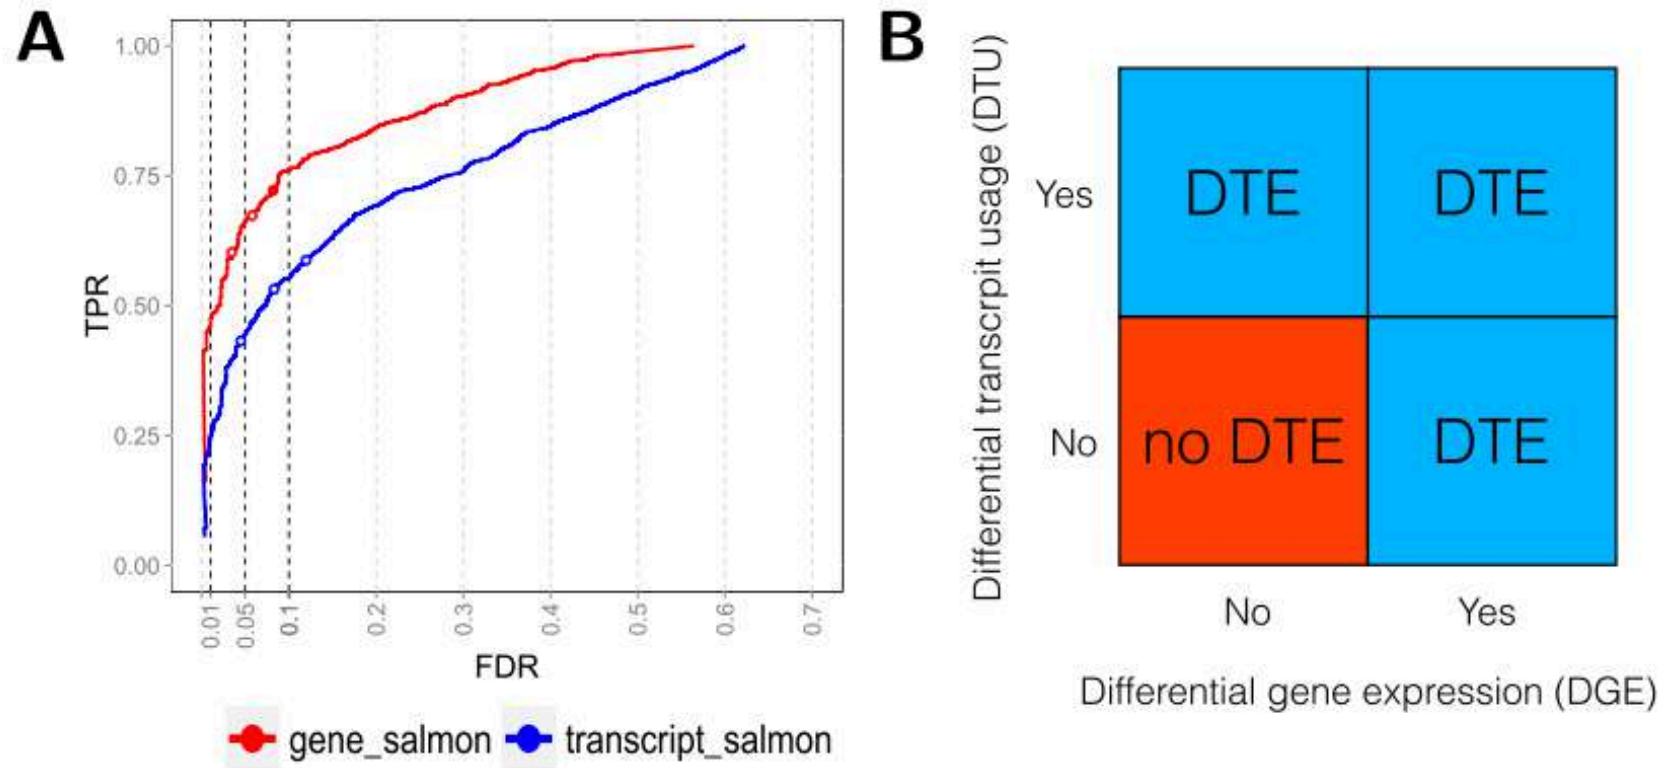 A
1.00
0.75
0.50
0.25
0.00
TPR
0.01
0.05
0.1
0.2
0.3
0.4
0.5
0.6
0.7
FDR
gene_salmon
transcript_salmon
B
Differential transcrpit usage (DTU)
Yes
No
DTE DTE
no DTE DTE
No Yes
Differential gene expression (DGE)